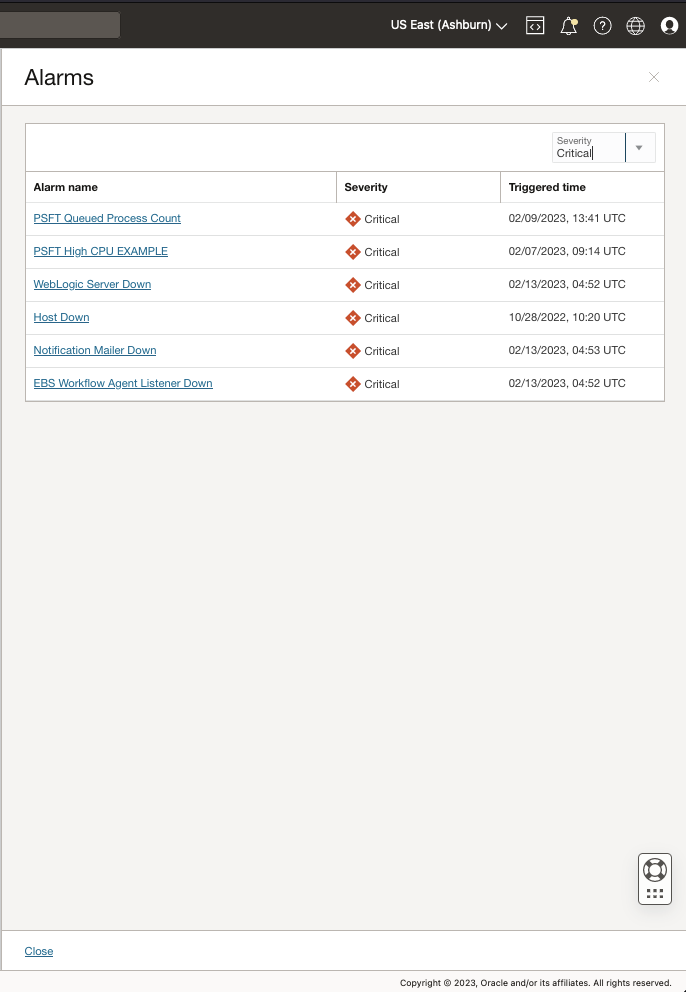 US East (Ashburn)
Alarms
Severity
Critical
Alarm name Severity Triggered time
PSFT Queued Process Count Critical 02/09/2023, 13:41 UTC
PSFT High CPU EXAMPLE Critical 02/07/2023, 09:14 UTC
WebLogic Server Down Critical 02/13/2023, 04:52 UTC
Host Down Critical 10/28/2022, 10:20 UTC
Notification Mailer Down Critical 02/13/2023, 04:53 UTC
EBS Workflow Agent Listener Down Critical 02/13/2023, 04:52 UTC
Close
Copyright © 2023, Oracle and/or its affiliates. All rights reserved.